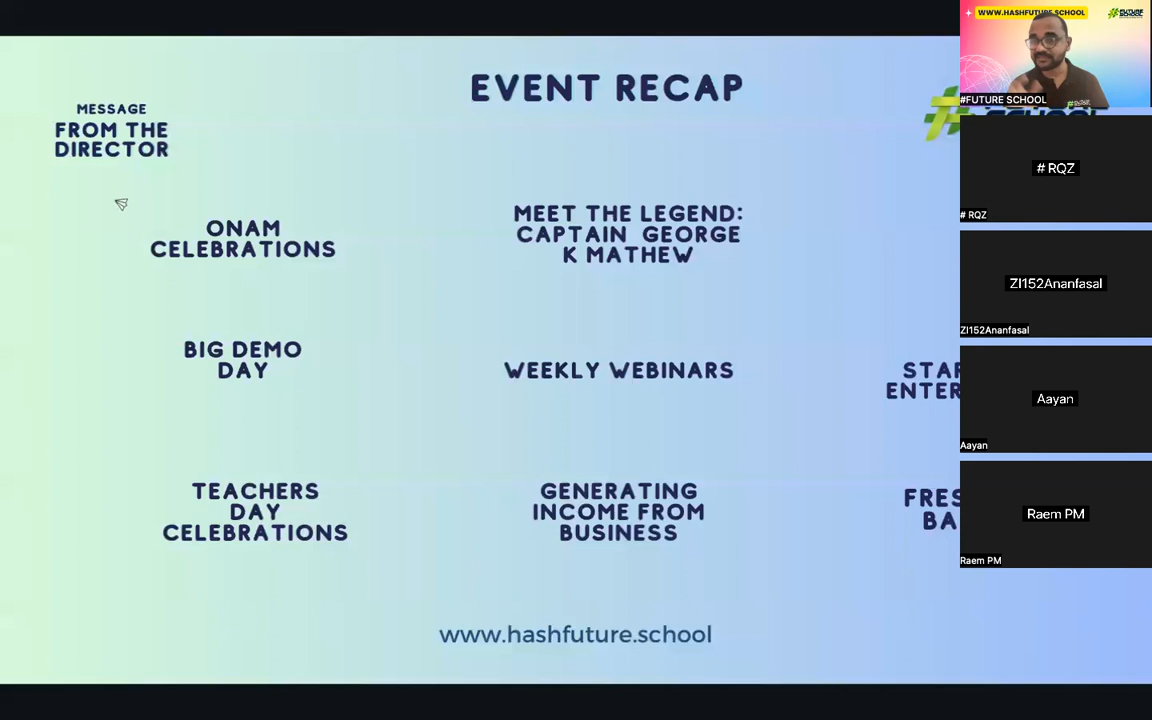 EVENT RECAP
MESSAGE
FROM THE
DIRECTOR
ONAM
CELEBRATIONS
MEET THE LEGEND:
CAPTAIN GEORGE
K MATHEW
BIG DEMO
DAY
WEEKLY WEBINARS
TEACHERS
DAY
CELEBRATIONS
GENERATING
INCOME FROM
BUSINESS
www.hashfuture.school
WWW.HASHFUTURE.SCHOOL
FUTURE
SCHOOL
#FUTURE SCHOOL
# RQZ
# RQZ
ZI152Ananfasal
ZI152Ananfasal
Aayan
Aayan
Raem PM
Raem PM